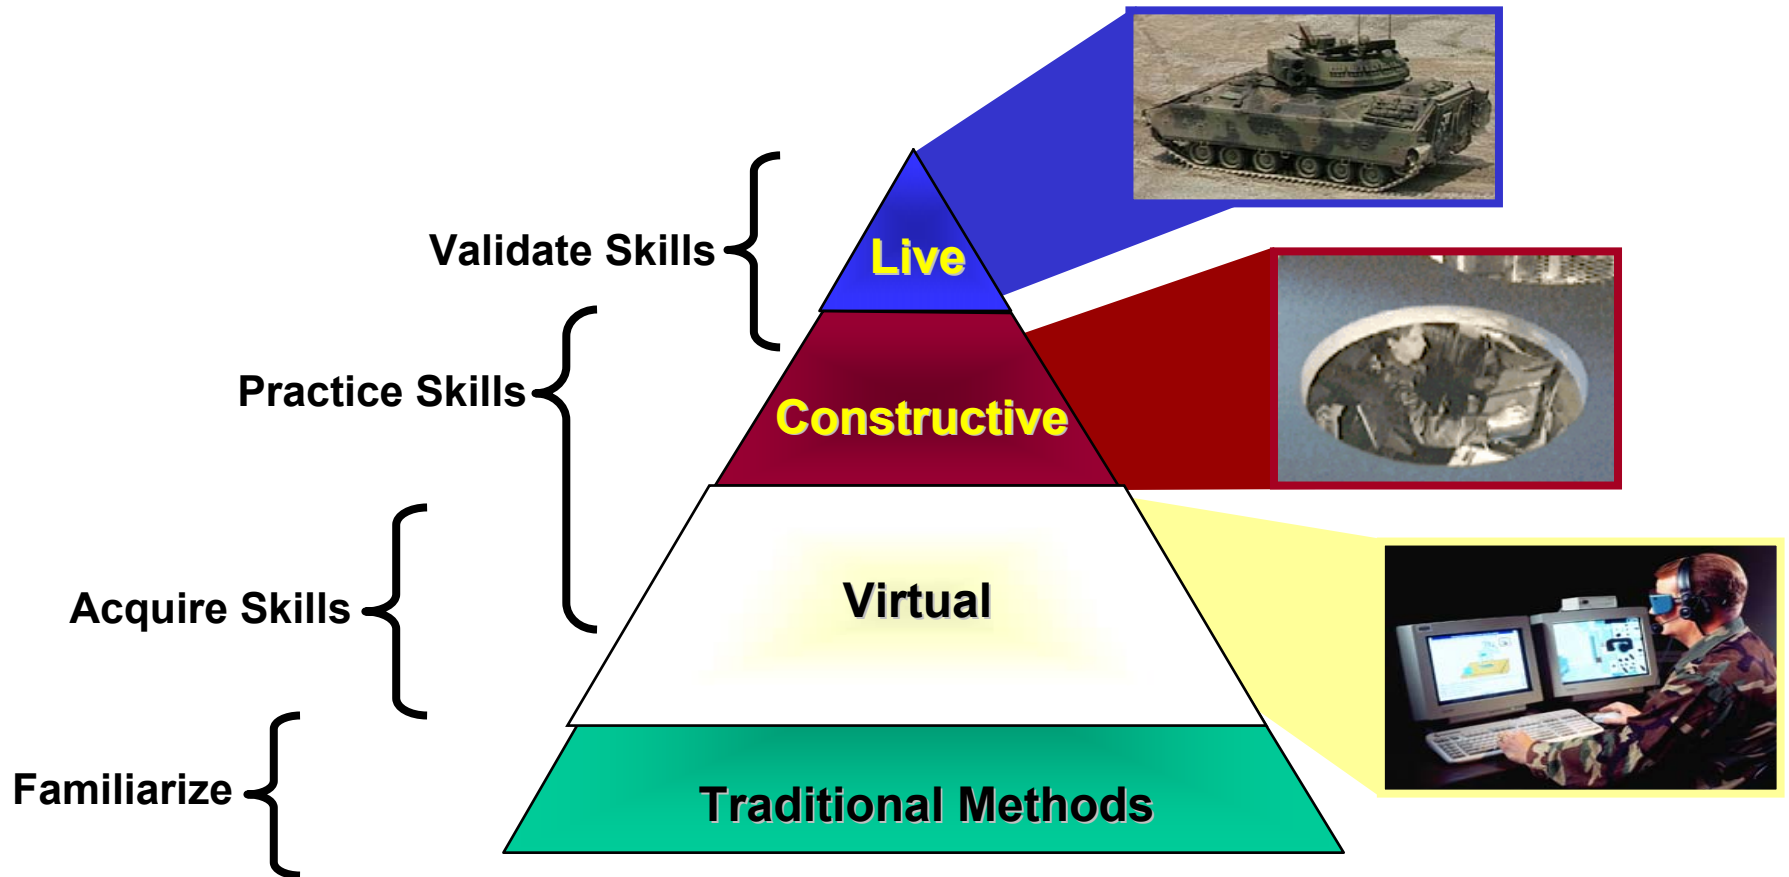 Validate Skills
Live
Practice Skills
Constructive
Acquire Skills
Virtual
Familiarize
Traditional Methods